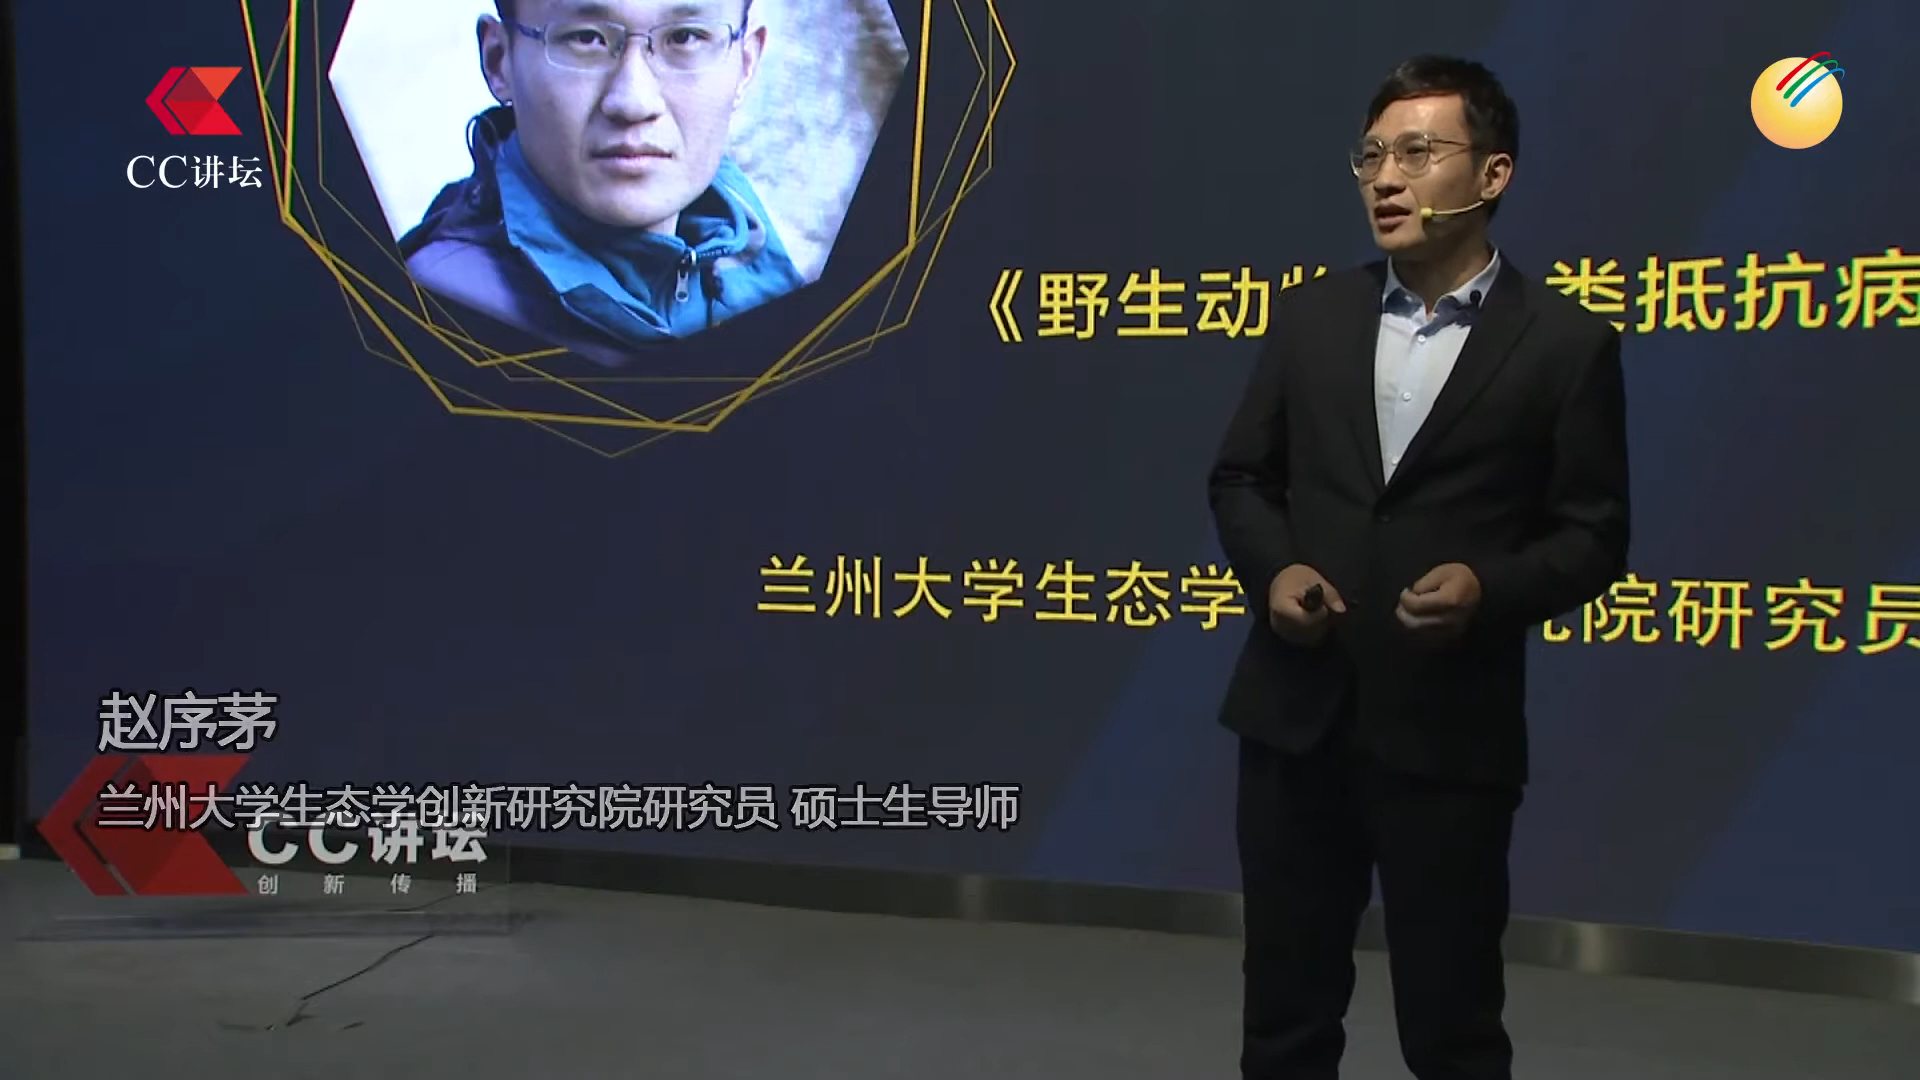 CC讲坛
《野生动 类抵抗病
兰州大学生态学 院研究员
赵序茅
兰州大学生态学创新研究院研究员 硕士生导师
CC讲坛
创新传播